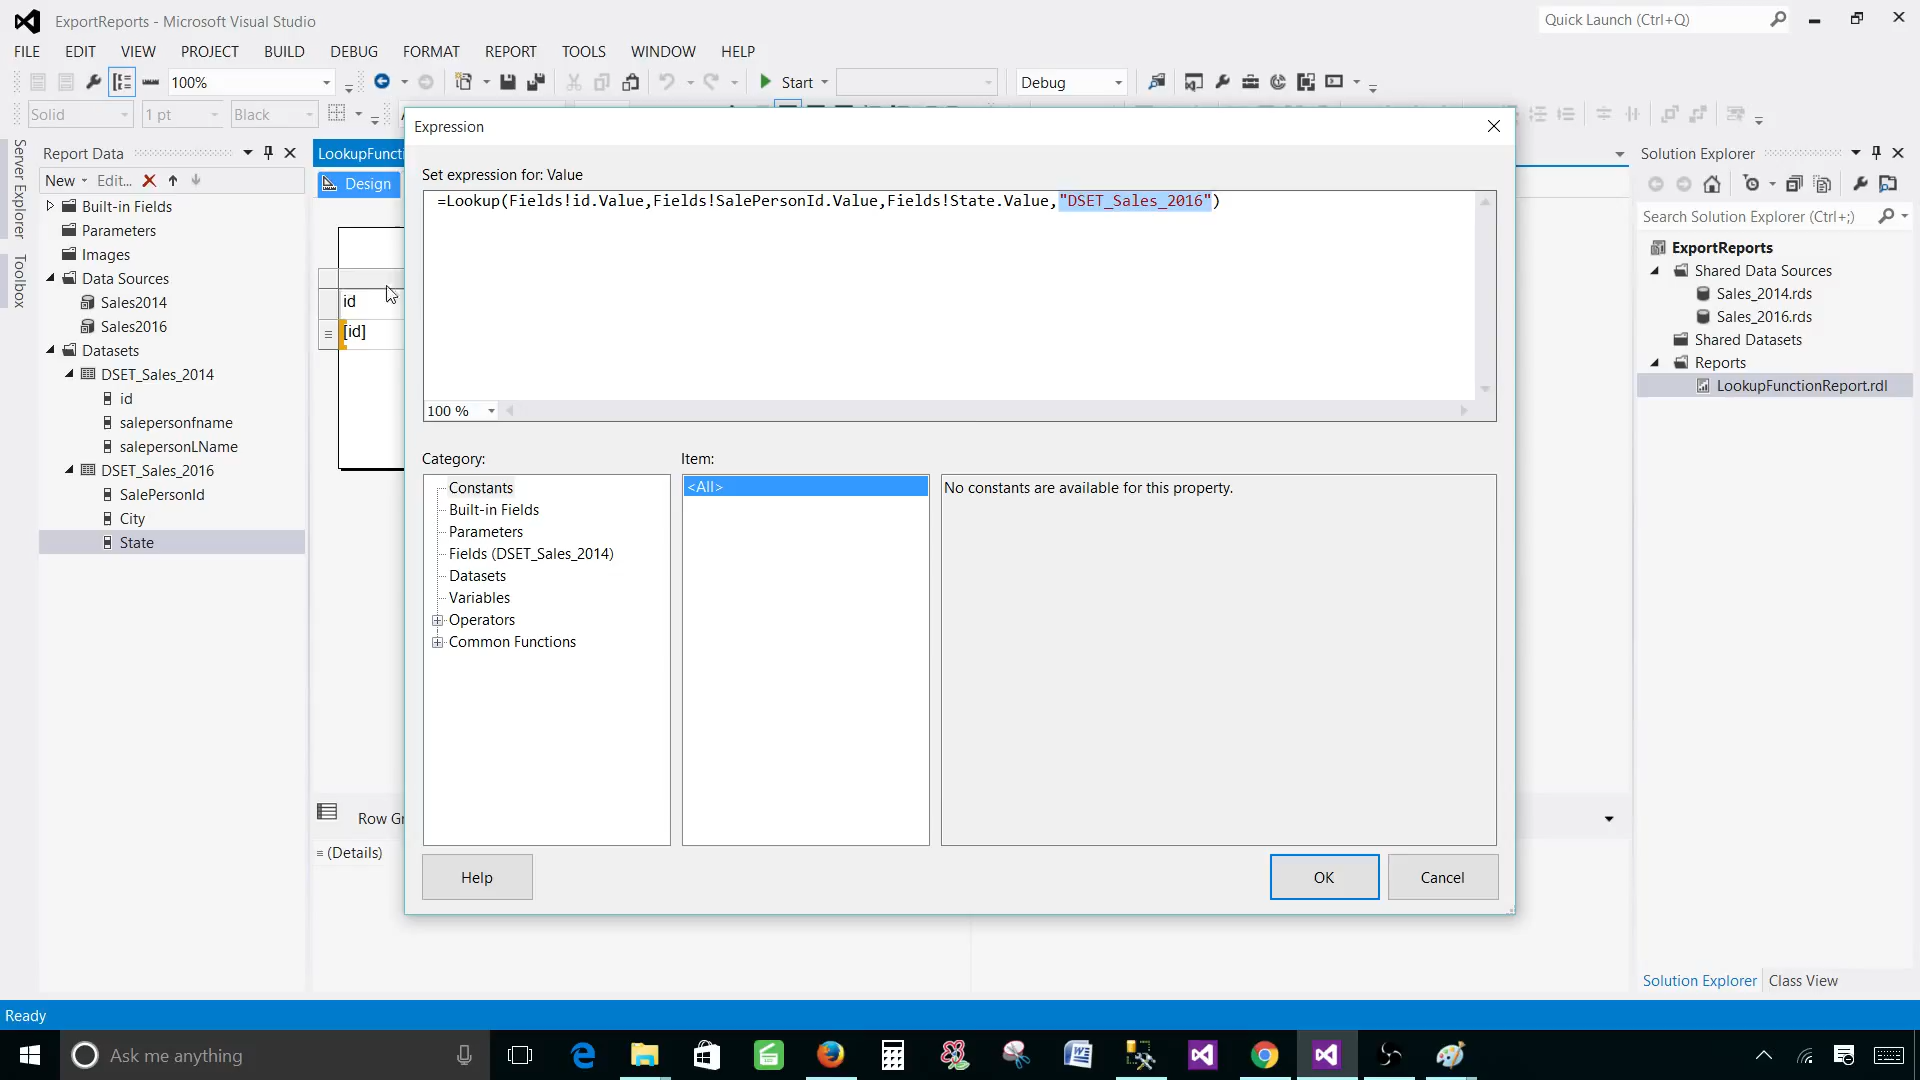 ExportReports - Microsoft Visual Studio
Quick Launch (Ctrl+Q)
FILE EDIT VIEW PROJECT BUILD DEBUG FORMAT REPORT TOOLS WINDOW HELP
100% Start Debug
Solid 1 pt Black
Server Explorer
Toolbox
Report Data
New Edit...
Built-in Fields
Parameters
Images
Data Sources
Sales2014
Sales2016
Datasets
DSET_Sales_2014
id
salepersonfname
salepersonLName
DSET_Sales_2016
SalePersonId
City
State
LookupFuncti
Design
id
[id]
Row Gr
(Details)
Expression
Set expression for: Value
=Lookup(Fields!id.Value,Fields!SalePersonId.Value,Fields!State.Value,"DSET_Sales_2016")
100 %
Category:
Constants
Built-in Fields
Parameters
Fields (DSET_Sales_2014)
Datasets
Variables
Operators
Common Functions
Item:
<All>
No constants are available for this property.
Help OK Cancel
Solution Explorer
Search Solution Explorer (Ctrl+;)
ExportReports
Shared Data Sources
Sales_2014.rds
Sales_2016.rds
Shared Datasets
Reports
LookupFunctionReport.rdl
Solution Explorer Class View
Ready
Ask me anything